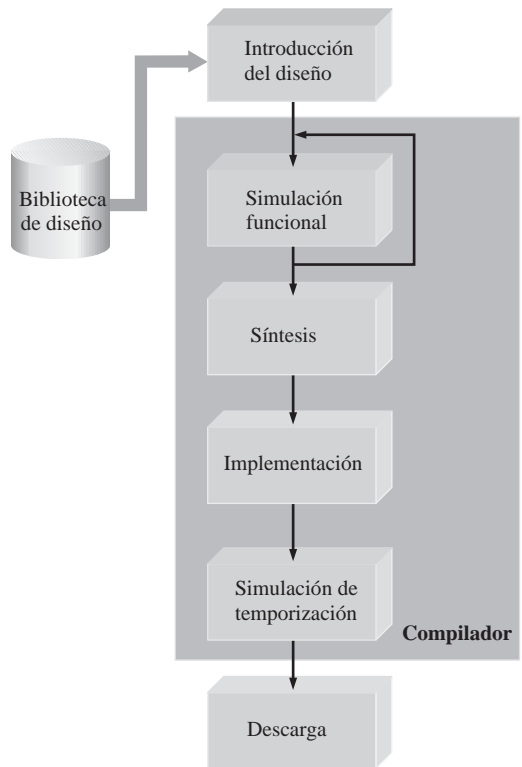 Introducción
del diseño
Biblioteca
de diseño
Simulación
funcional
Síntesis
Implementación
Simulación de
temporización
Compilador
Descarga